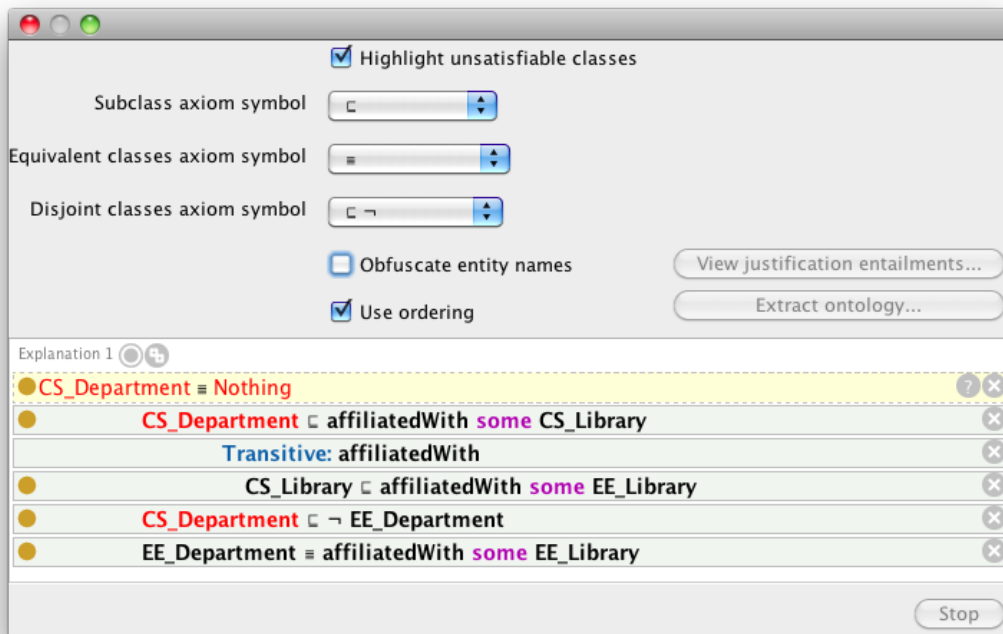 Highlight unsatisfiable classes
Subclass axiom symbol ⊏
Equivalent classes axiom symbol ≡
Disjoint classes axiom symbol ⊏ ¬
Obfuscate entity names View justification entailments...
Use ordering Extract ontology...
Explanation 1
CS_Department ≡ Nothing ?
CS_Department ⊏ affiliatedWith some CS_Library
Transitive: affiliatedWith
CS_Library ⊏ affiliatedWith some EE_Library
CS_Department ⊏ ¬ EE_Department
EE_Department ≡ affiliatedWith some EE_Library
Stop